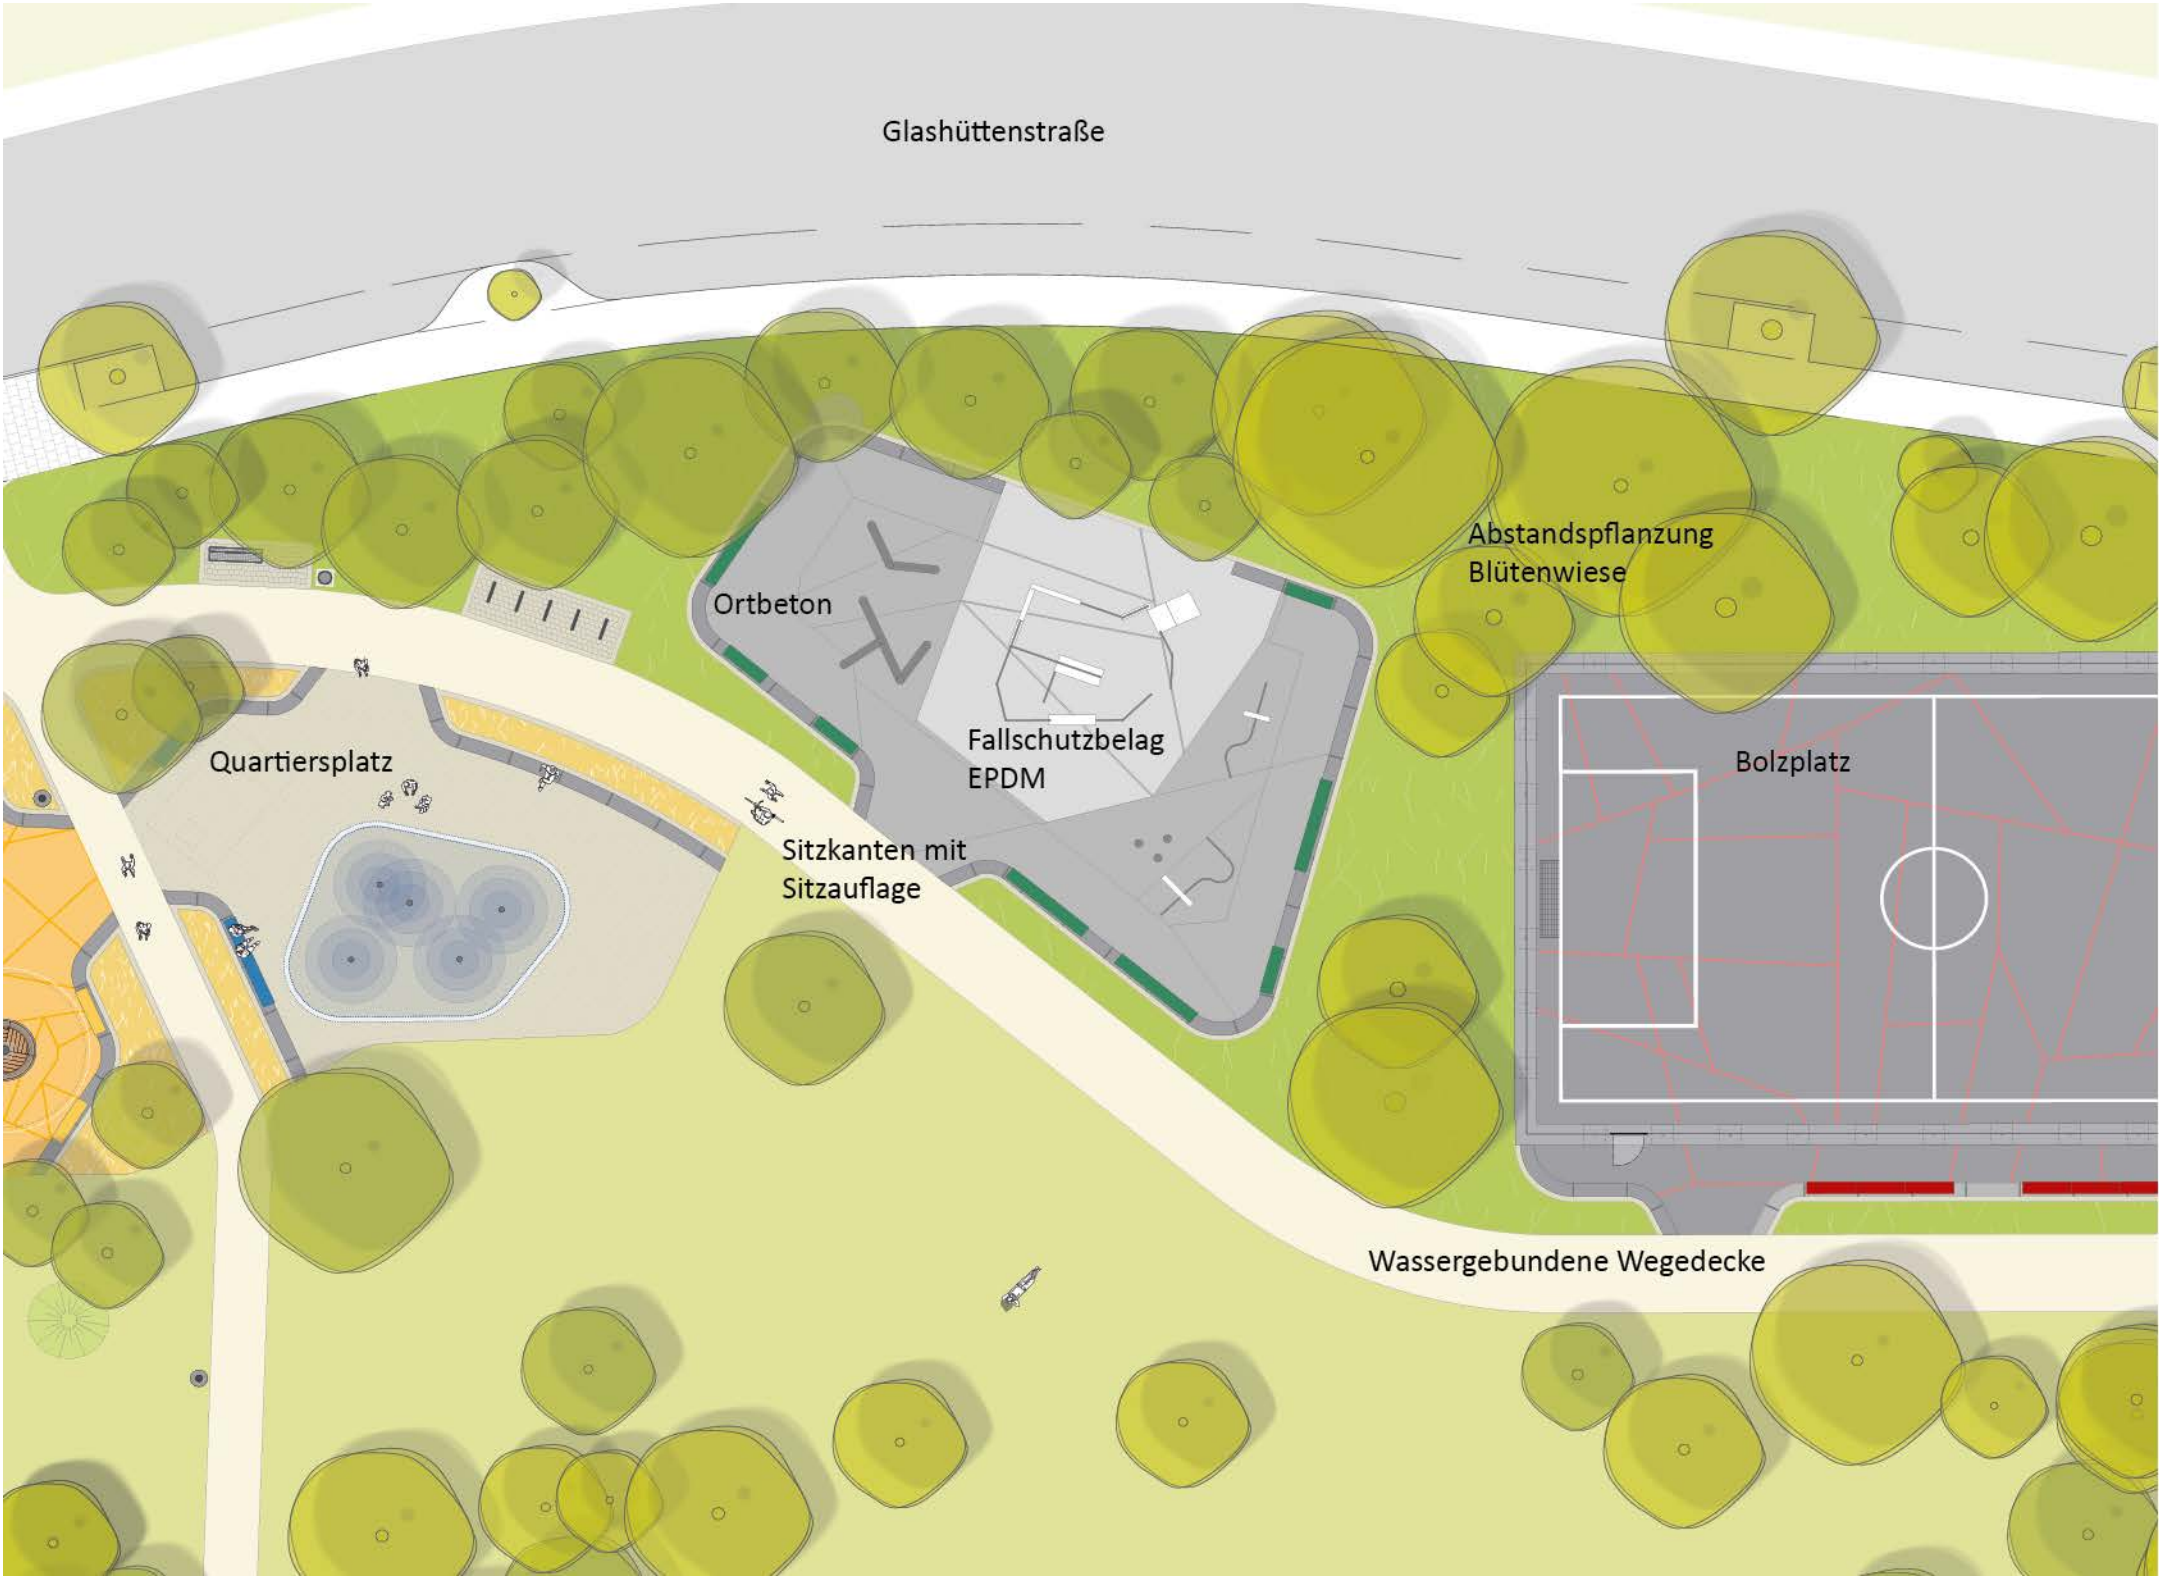 Glashüttenstraße
Abstandspflanzung
Blütenwiese
Ortbeton
Quartiersplatz
Fallschutzbelag
EPDM
Bolzplatz
Sitzkanten mit
Sitzauflage
Wassergebundene Wegedecke